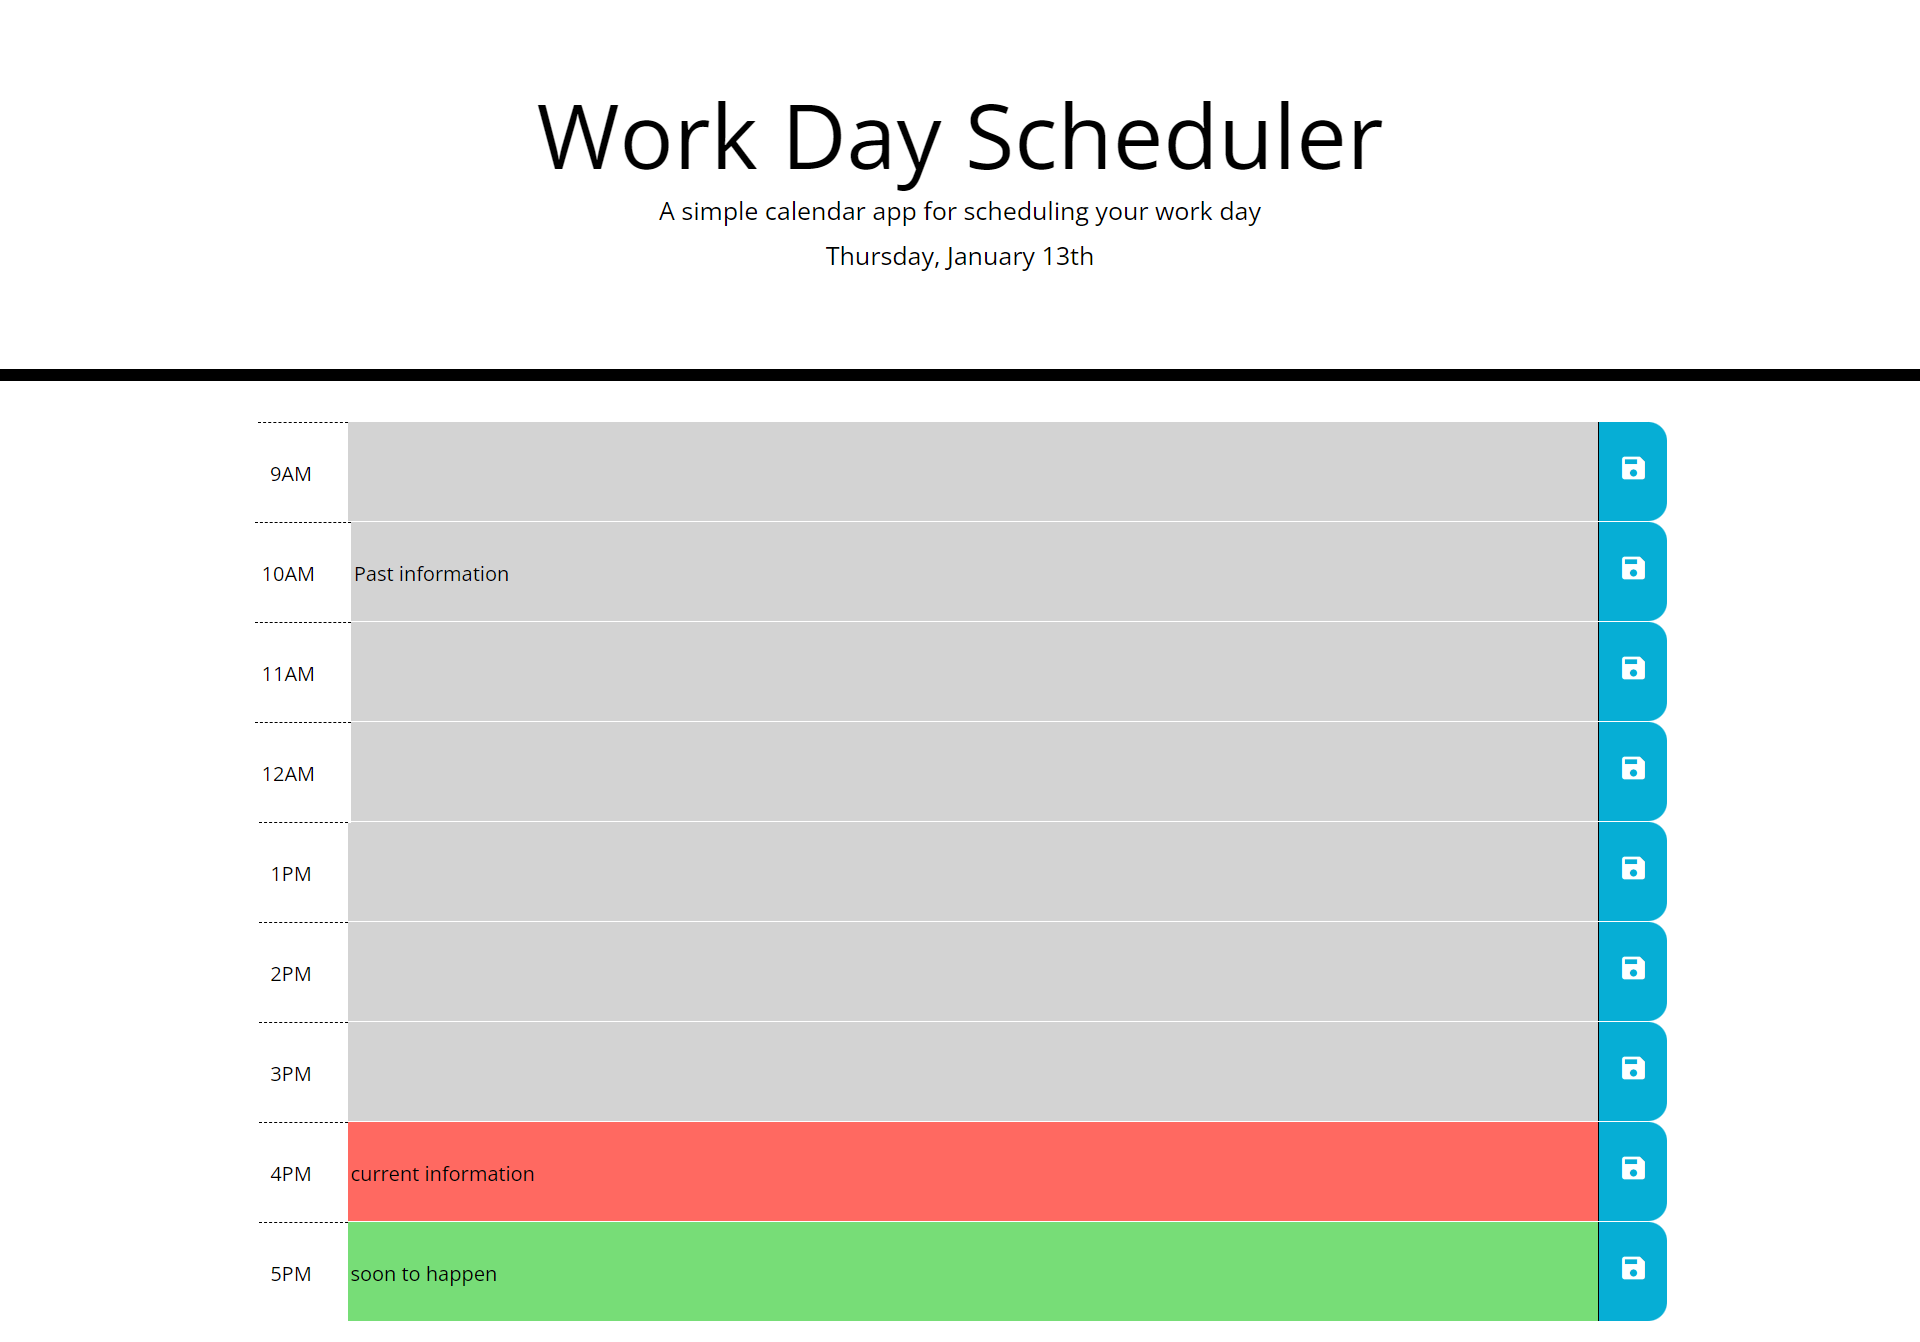 Work Day Scheduler
A simple calendar app for scheduling your work day
Thursday, January 13th
9AM
10AM Past information
11AM
12AM
1PM
2PM
3PM
4PM current information
5PM soon to happen